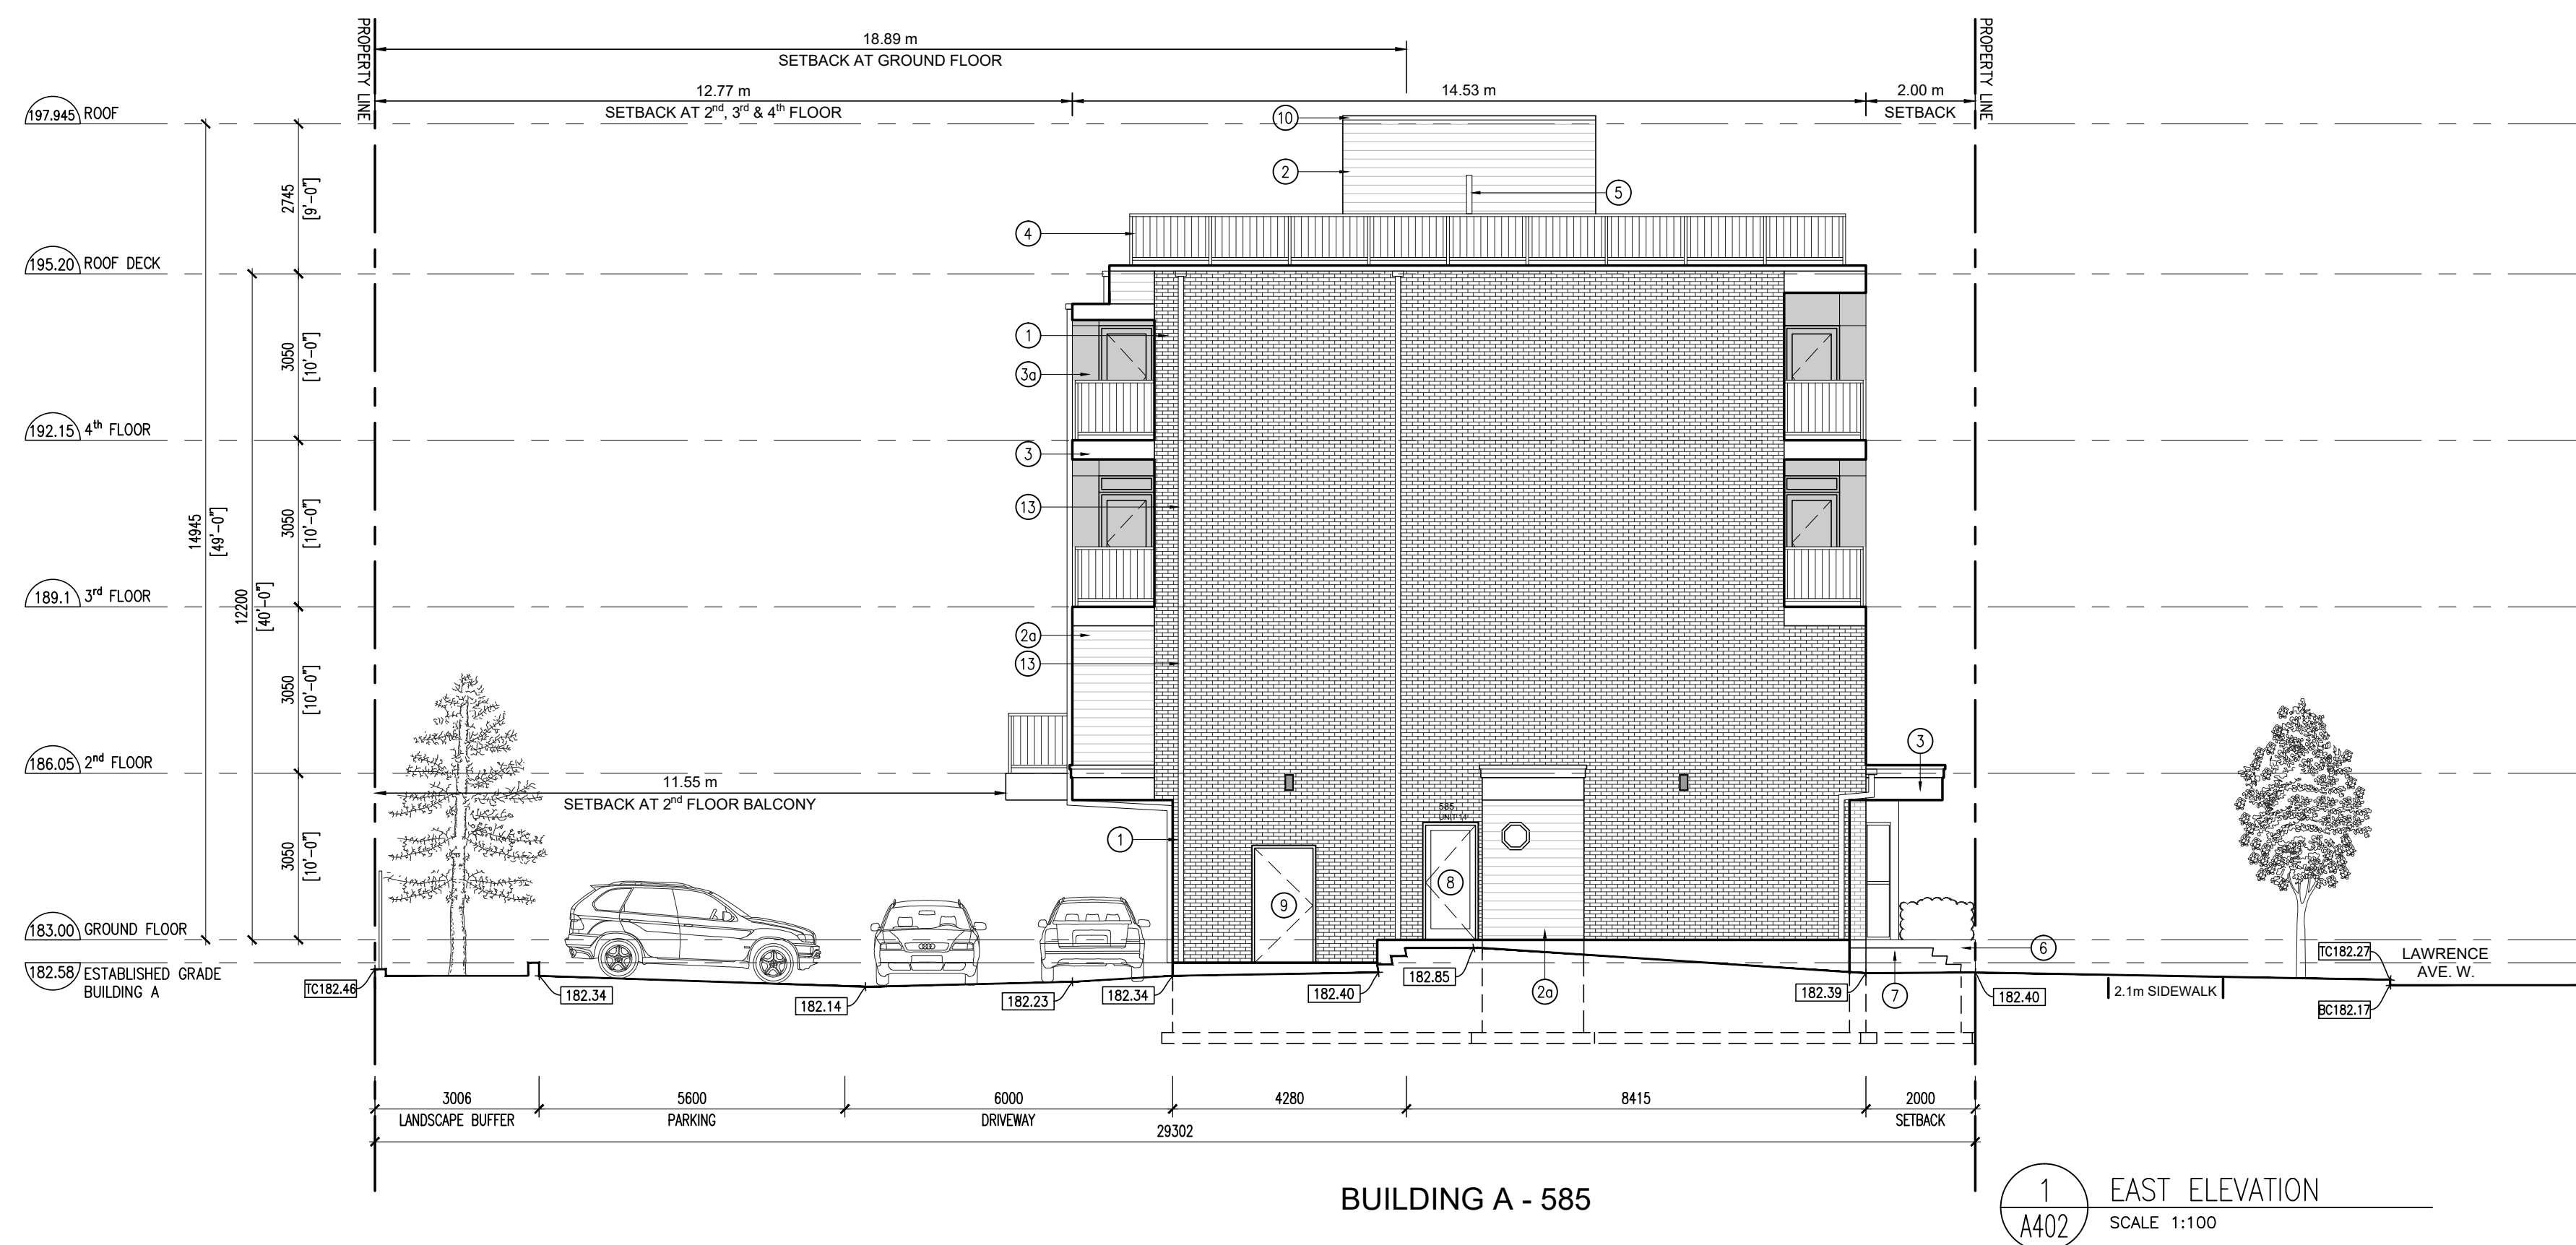 PROPERTY LINE
18.89 m
SETBACK AT GROUND FLOOR
12.77 m
SETBACK AT 2nd, 3rd & 4th FLOOR
14.53 m
2.00 m
SETBACK
PROPERTY LINE
197.945 ROOF
10
2745
[9'-0"]
2
5
4
195.20 ROOF DECK
1
3050
[10'-0"]
3a
192.15 4th FLOOR
3
14945
[49'-0"]
3050
[10'-0"]
13
189.1 3rd FLOOR
12200
[40'-0"]
2a
13
3050
[10'-0"]
3
186.05 2nd FLOOR
11.55 m
SETBACK AT 2nd FLOOR BALCONY
585
UNIT 14
1
3050
[10'-0"]
8
9
183.00 GROUND FLOOR
6
182.58 ESTABLISHED GRADE
BUILDING A
TC182.46
182.34
182.14
182.23
182.34
182.40
182.85
2a
182.39
7
182.40
2.1m SIDEWALK
TC182.27
LAWRENCE
AVE. W.
BC182.17
3006
LANDSCAPE BUFFER
5600
PARKING
6000
DRIVEWAY
4280
8415
2000
SETBACK
29302
BUILDING A - 585
1
A402
EAST ELEVATION
SCALE 1:100